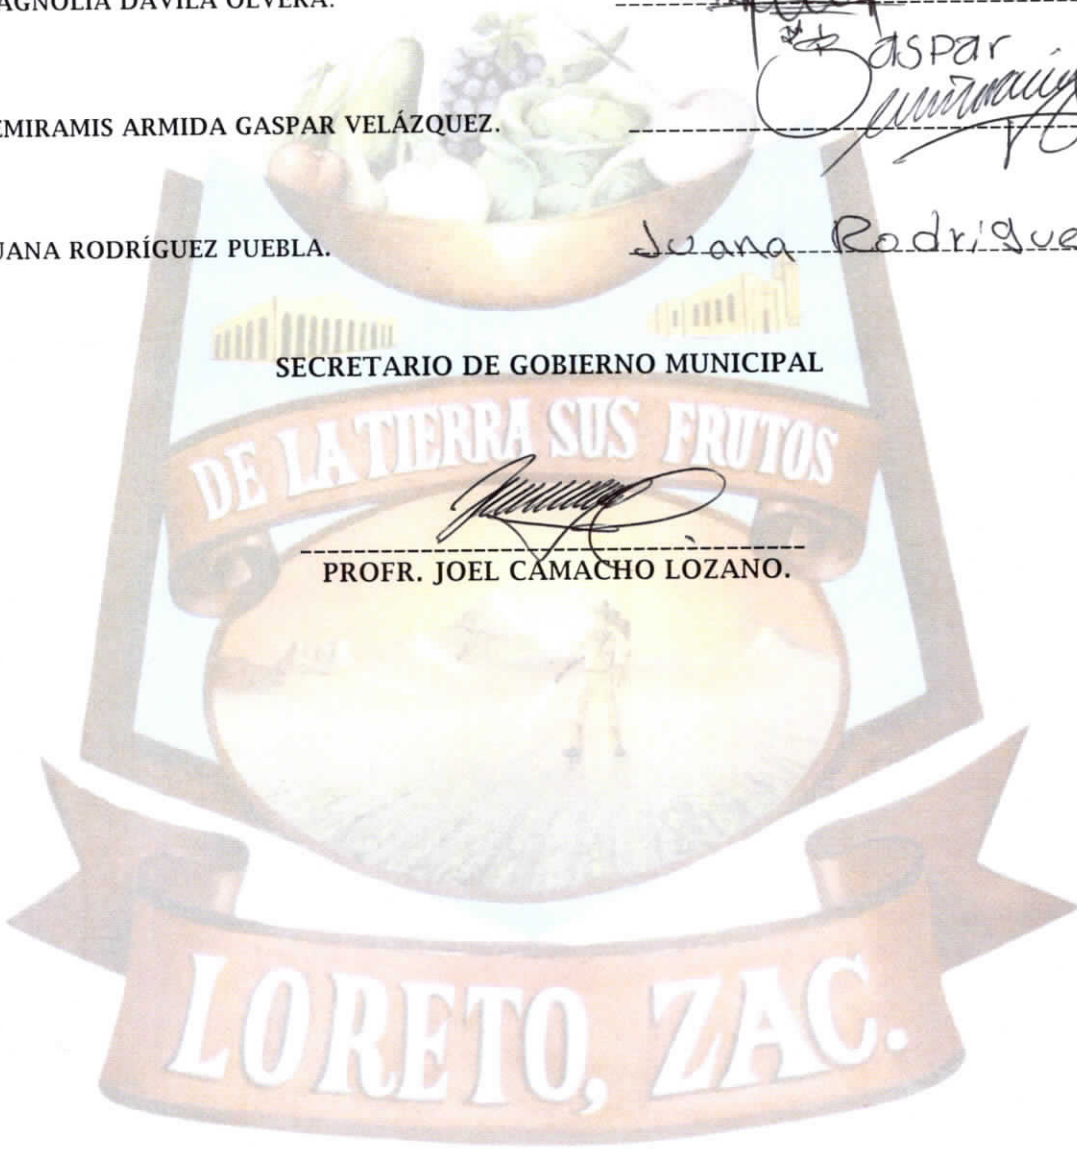 AGNOLIA DÁVILA OLVERA.
EMIRAMIS ARMIDA GASPAR VELÁZQUEZ.
Gaspar
UANA RODRÍGUEZ PUEBLA.
Juana Rodrígue
SECRETARIO DE GOBIERNO MUNICIPAL
DE LA TIERRA SUS FRUTOS
PROFR. JOEL CAMACHO LOZANO.
LORETO, ZAC.